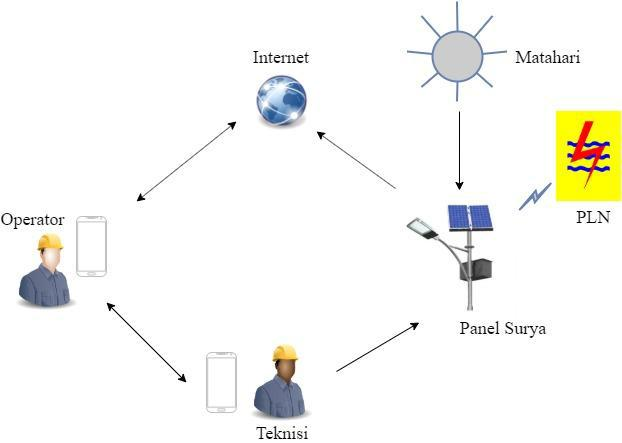 Internet
Matahari
Operator
PLN
Panel Surya
Teknisi